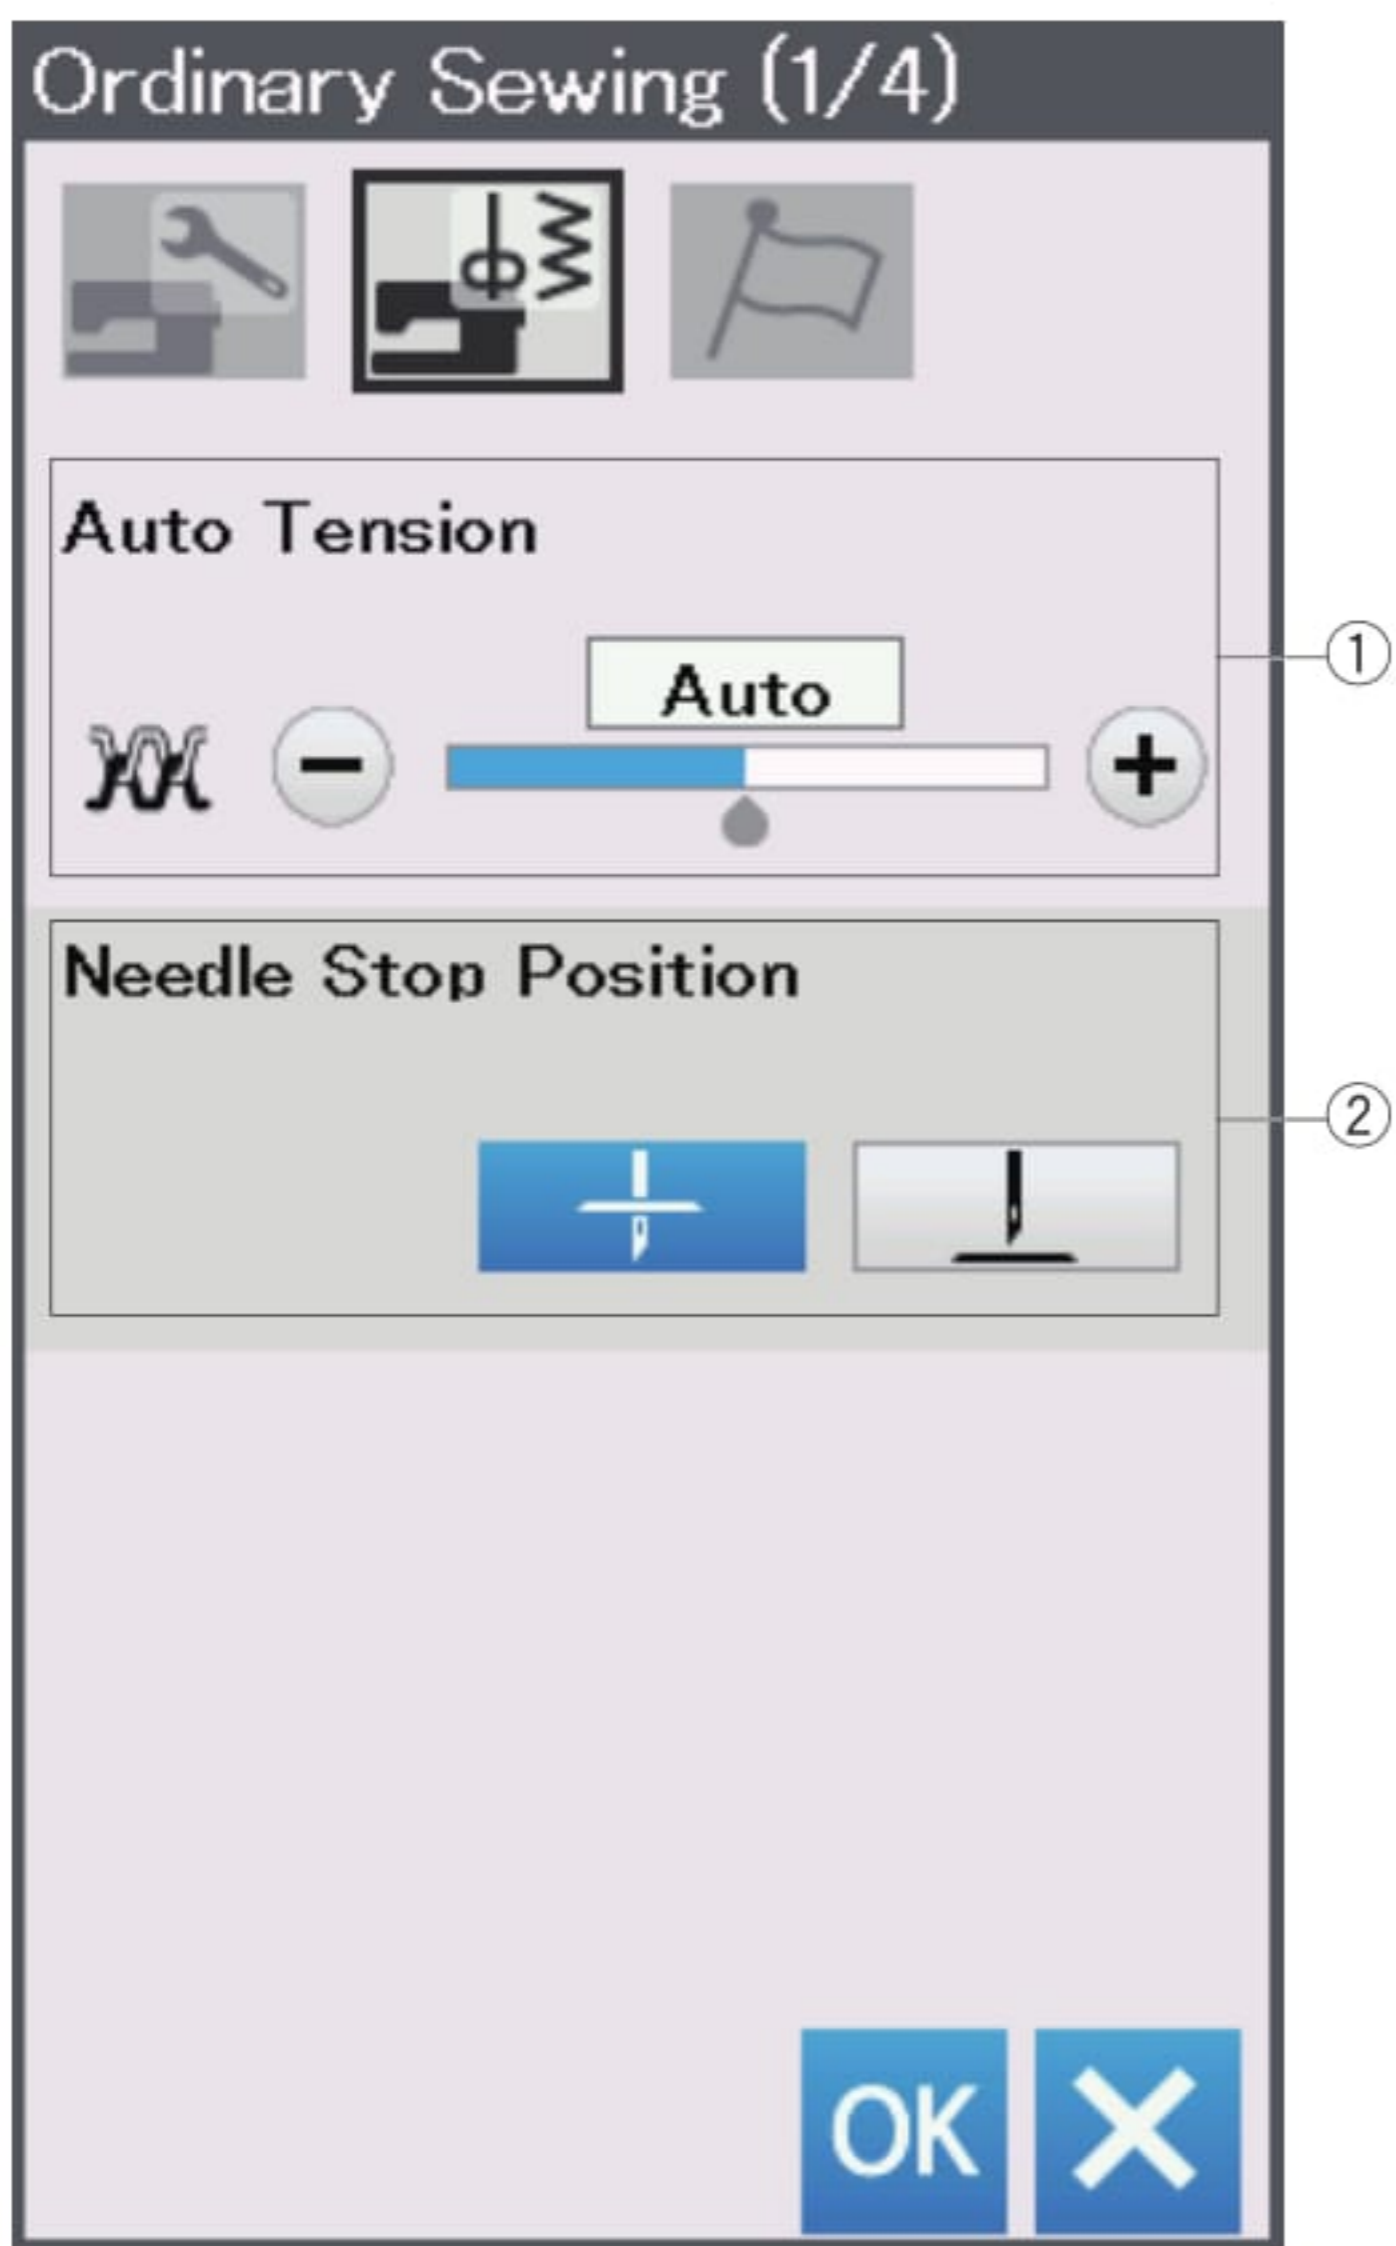 Ordinary Sewing (1/4)
Auto Tension
Auto
①
Needle Stop Position
②
OK